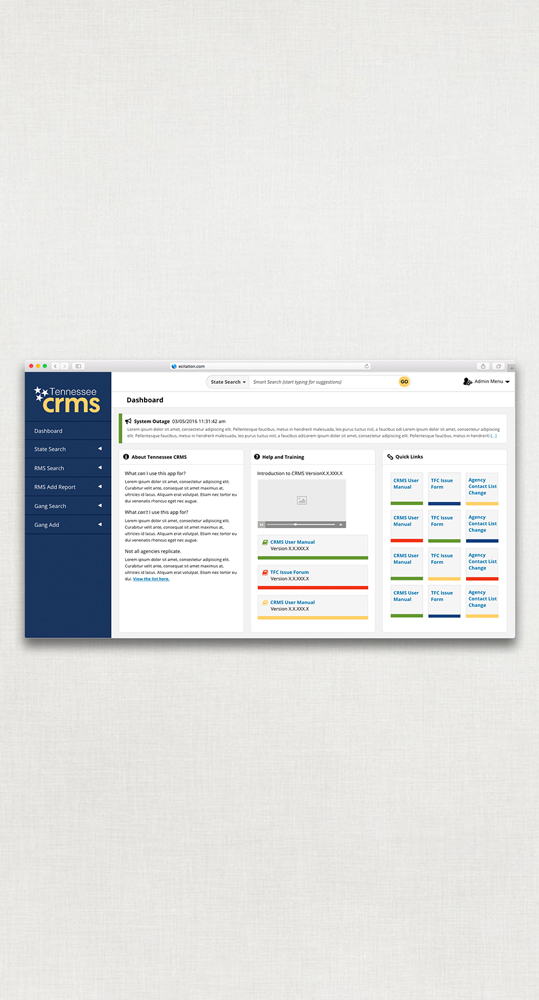 ecitation.com
Tennessee
crms
State Search
Smart Search (start typing for suggestions)
GO
Admin Menu
Dashboard
Dashboard
State Search
RMS Search
RMS Add Report
Gang Search
Gang Add
System Outage 03/05/2016 11:31:42 am
Lorem ipsum dolor sit amet, consectetur adipiscing elit. Pellentesque faucibus, metus in hendrerit malesuada, leo purus luctus nisl, a faucibus odi Lorem ipsum dolor sit amet, consectetur adipiscing
elit. Pellentesque faucibus, metus in hendrerit malesuada, leo purus luctus nisl, a faucibus odiLorem ipsum dolor sit amet, consectetur adipiscing elit. Pellentesque faucibus, metus in hendrerit [...]
About Tennessee CRMS
What can I use this app for?
Lorem ipsum dolor sit amet, consectetur adipiscing elit.
Curabitur velit ante, consequat sit amet maximus at,
ultricies id lacus. Aliquam erat volutpat. Etiam nec tortor eu
dui venenatis rhoncus eget nec augue.
What can't I use this app for?
Lorem ipsum dolor sit amet, consectetur adipiscing elit.
Curabitur velit ante, consequat sit amet maximus at,
ultricies id lacus. Aliquam erat volutpat. Etiam nec tortor eu
dui venenatis rhoncus eget nec augue.
Not all agencies replicate.
Lorem ipsum dolor sit amet, consectetur adipiscing elit.
Curabitur velit ante, consequat sit amet maximus at,
ultricies id lacus. Aliquam erat volutpat. Etiam nec tortor eu
dui. View the list here.
Help and Training
Introduction to CRMS VersionX.X.XXX.X
CRMS User Manual
Version X.X.XXX.X
TFC Issue Forum
Version X.X.XXX.X
CRMS User Manual
Version X.X.XXX.X
Quick Links
CRMS User
Manual
TFC Issue
Form
Agency
Contact List
Change
CRMS User
Manual
TFC Issue
Form
Agency
Contact List
Change
CRMS User
Manual
TFC Issue
Form
Agency
Contact List
Change
CRMS User
Manual
TFC Issue
Form
Agency
Contact List
Change